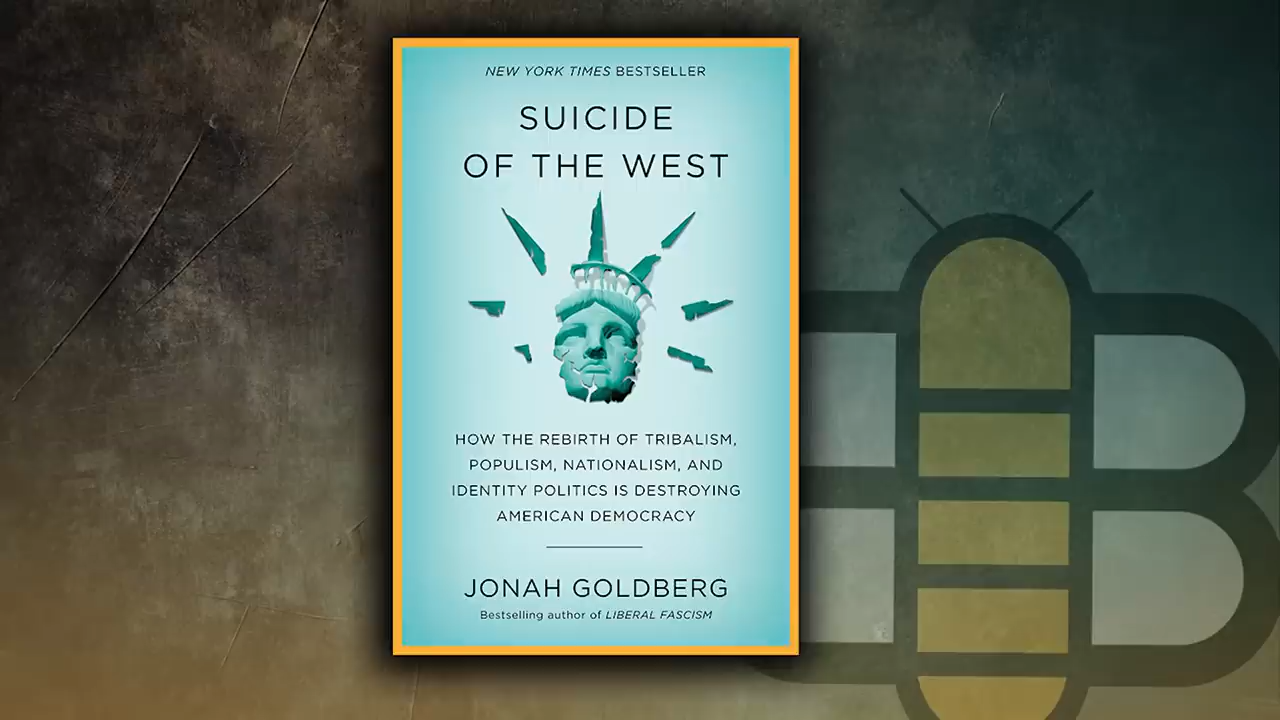 NEW YORK TIMES BESTSELLER
SUICIDE
OF THE WEST
HOW THE REBIRTH OF TRIBALISM,
POPULISM, NATIONALISM, AND
IDENTITY POLITICS IS DESTROYING
AMERICAN DEMOCRACY
JONAH GOLDBERG
Bestselling author of LIBERAL FASCISM